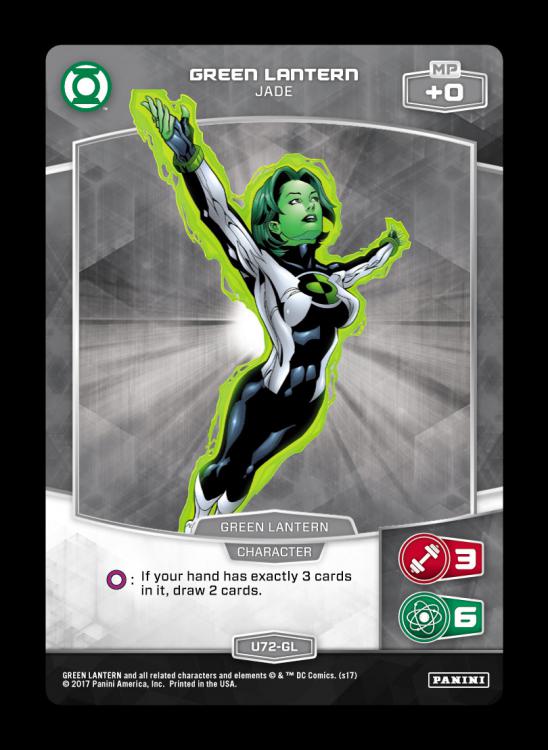 GREEN LANTERN
JADE
MP
+0
GREEN LANTERN
CHARACTER
: If your hand has exactly 3 cards
in it, draw 2 cards.
3
6
U72-GL
GREEN LANTERN and all related characters and elements © & ™ DC Comics. (s17)
© 2017 Panini America, Inc. Printed in the USA.
PANINI